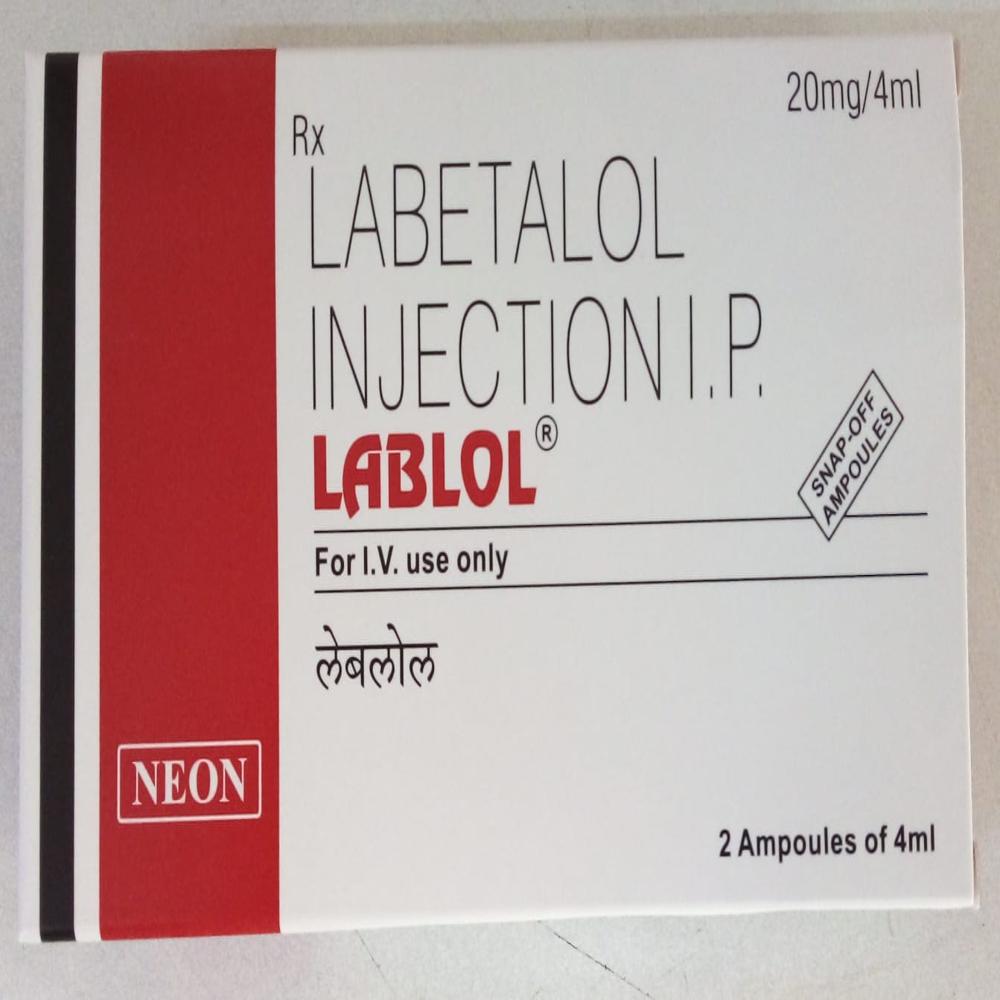 20mg/4ml
Rx
LABETALOL
INJECTION I.P.
LABLOL®
SNAP-OFF
AMPOULES
For I.V. use only
लेबलोल
NEON
2 Ampoules of 4ml